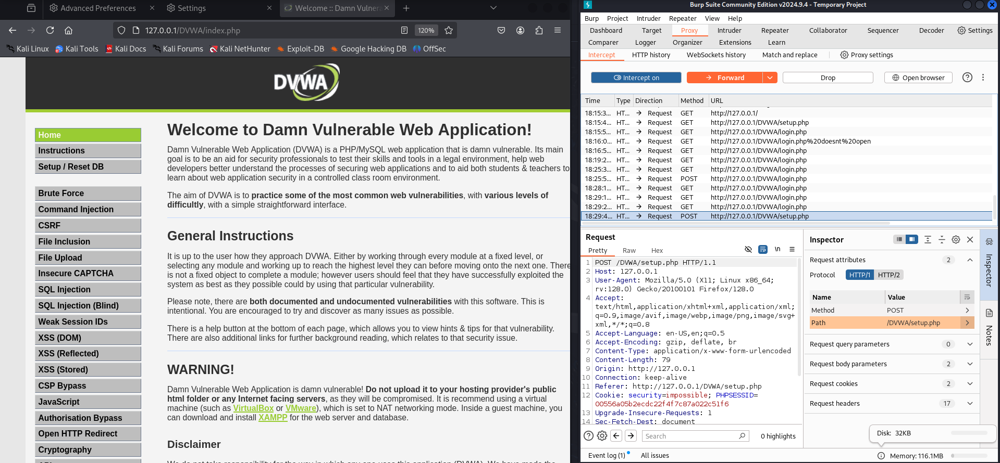 Advanced Preferences
Settings
Welcome :: Damn Vulnera
127.0.0.1/DVWA/index.php
120%
Kali Linux
Kali Tools
Kali Docs
Kali Forums
Kali NetHunter
Exploit-DB
Google Hacking DB
OffSec
DVWA
Home
Instructions
Setup / Reset DB
Brute Force
Command Injection
CSRF
File Inclusion
File Upload
Insecure CAPTCHA
SQL Injection
SQL Injection (Blind)
Weak Session IDs
XSS (DOM)
XSS (Reflected)
XSS (Stored)
CSP Bypass
JavaScript
Authorisation Bypass
Open HTTP Redirect
Cryptography
Welcome to Damn Vulnerable Web Application!
Damn Vulnerable Web Application (DVWA) is a PHP/MySQL web application that is damn vulnerable. Its main
goal is to be an aid for security professionals to test their skills and tools in a legal environment, help web
developers better understand the processes of securing web applications and to aid both students & teachers to
learn about web application security in a controlled class room environment.
The aim of DVWA is to practice some of the most common web vulnerabilities, with various levels of
difficultly, with a simple straightforward interface.
General Instructions
It is up to the user how they approach DVWA. Either by working through every module at a fixed level, or
selecting any module and working up to reach the highest level they can before moving onto the next one. There
is not a fixed object to complete a module; however users should feel that they have successfully exploited the
system as best as they possible could by using that particular vulnerability.
Please note, there are both documented and undocumented vulnerabilities with this software. This is
intentional. You are encouraged to try and discover as many issues as possible.
There is a help button at the bottom of each page, which allows you to view hints & tips for that vulnerability.
There are also additional links for further background reading, which relates to that security issue.
WARNING!
Damn Vulnerable Web Application is damn vulnerable! Do not upload it to your hosting provider's public
html folder or any Internet facing servers, as they will be compromised. It is recommend using a virtual
machine (such as VirtualBox or VMware), which is set to NAT networking mode. Inside a guest machine, you
can download and install XAMPP for the web server and database.
Disclaimer
Burp Suite Community Edition v2024.9.4 - Temporary Project
Burp Project Intruder Repeater View Help
Dashboard Target Proxy Intruder Repeater Collaborator Sequencer Decoder Settings
Comparer Logger Organizer Extensions Learn
Intercept HTTP history WebSockets history Match and replace Proxy settings
Intercept on Forward Drop Open browser
Time Type Direction Method URL
18:15:3... HT... Request GET http://127.0.0.1/
18:15:4... HT... Request GET http://127.0.0.1/DVWA/setup.php
18:15:5... HT... Request GET http://127.0.0.1/DVWA/login.php
18:16:0... HT... Request GET http://127.0.0.1/DVWA/login.php%20doesnt%20open
18:16:5... HT... Request GET http://127.0.0.1/DVWA/login.php
18:19:2... HT... Request GET http://127.0.0.1/DVWA/login.php
18:25:3... HT... Request GET http://127.0.0.1/DVWA/login.php
18:25:5... HT... Request POST http://127.0.0.1/DVWA/login.php
18:28:1... HT... Request GET http://127.0.0.1/DVWA/login.php
18:29:1... HT... Request GET http://127.0.0.1/DVWA/login.php
18:29:2... HT... Request GET http://127.0.0.1/DVWA/login.php
18:29:4... HT... Request POST http://127.0.0.1/DVWA/setup.php
Request
Pretty Raw Hex
\n
1 POST /DVWA/setup.php HTTP/1.1
2 Host: 127.0.0.1
3 User-Agent: Mozilla/5.0 (X11; Linux x86_64;
rv:128.0) Gecko/20100101 Firefox/128.0
4 Accept:
text/html,application/xhtml+xml,application/xml;
q=0.9,image/avif,image/webp,image/png,image/svg+
xml,*/*;q=0.8
5 Accept-Language: en-US,en;q=0.5
6 Accept-Encoding: gzip, deflate, br
7 Content-Type: application/x-www-form-urlencoded
8 Content-Length: 79
9 Origin: http://127.0.0.1
10 Connection: keep-alive
11 Referer: http://127.0.0.1/DVWA/setup.php
12 Cookie: security=impossible; PHPSESSID=
00556a05b2ecdc22f4f7c87a022c51f6
13 Upgrade-Insecure-Requests: 1
14 Sec-Fetch-Dest: document
Search
0 highlights
Inspector
Request attributes 2
Protocol HTTP/1 HTTP/2
Name Value
Method POST
Path /DVWA/setup.php
Request query parameters 0
Request body parameters 2
Request cookies 2
Request headers 17
Inspector
Notes
Disk: 32KB
Event log (1) All issues
Memory: 116.1MB